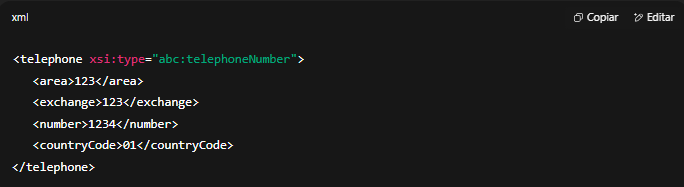 xml Copiar Editar
<telephone xsi:type="abc:telephoneNumber">
<area>123</area>
<exchange>123</exchange>
<number>1234</number>
<countryCode>01</countryCode>
</telephone>